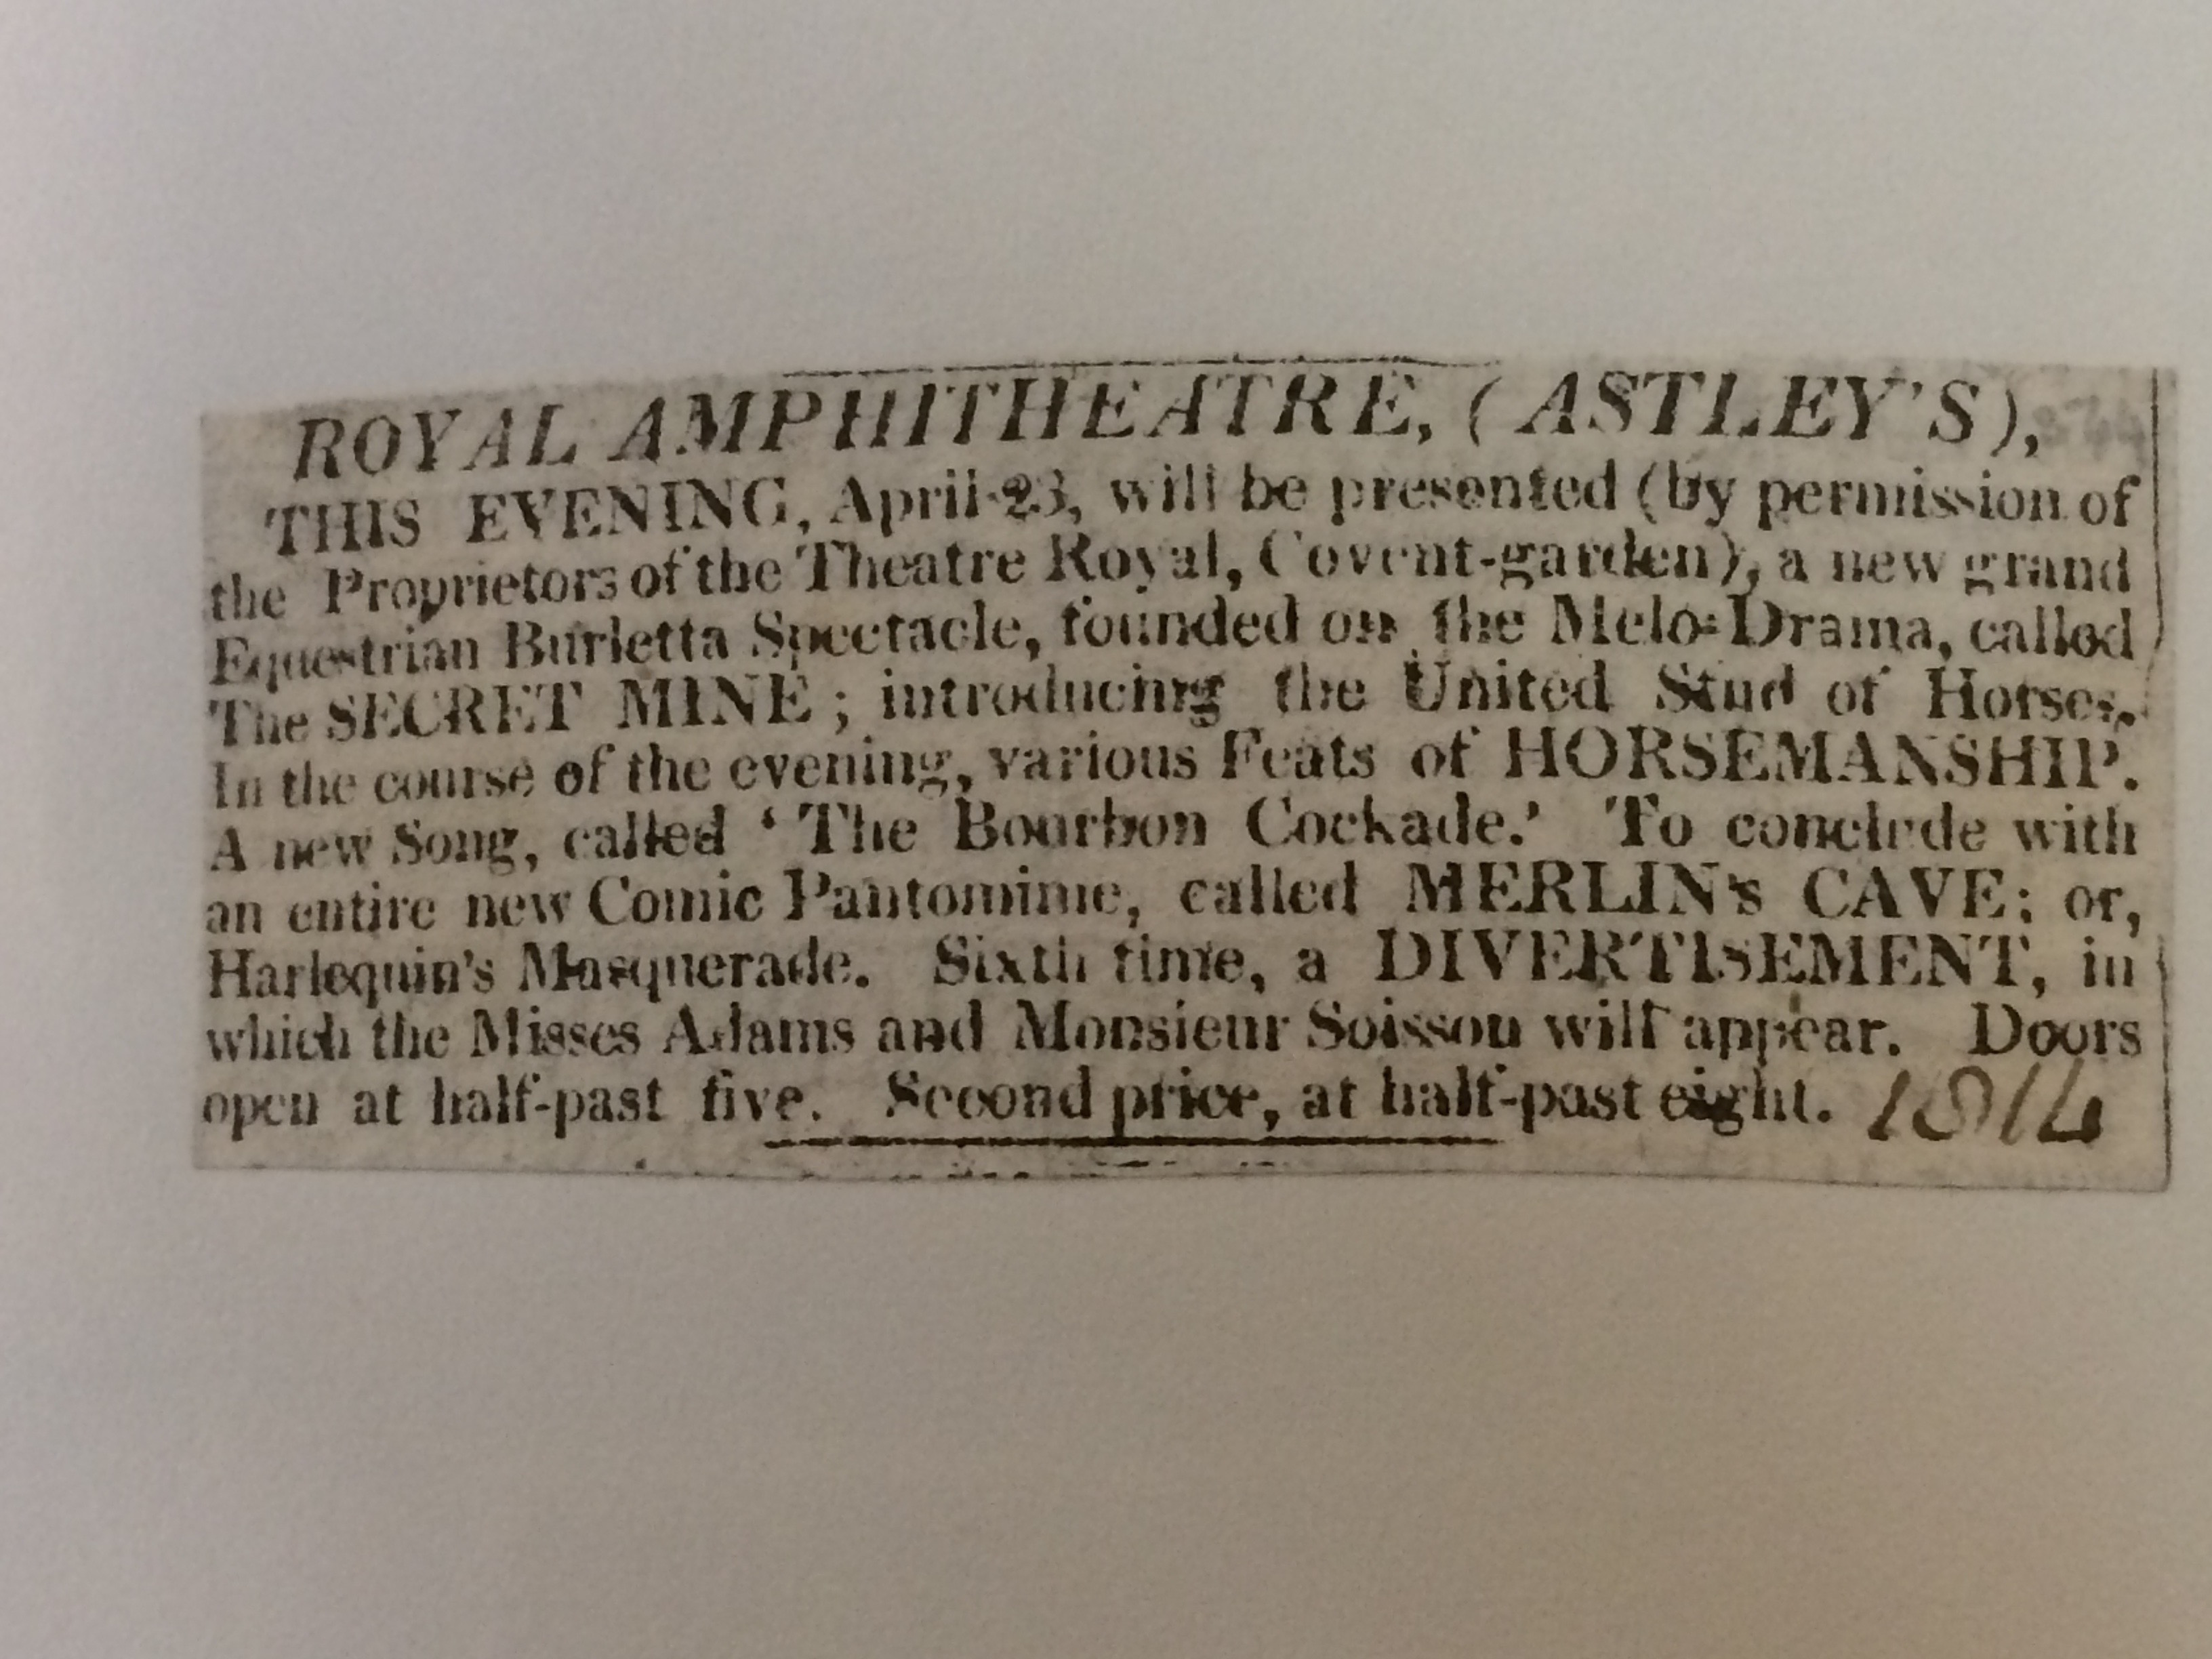 ROYAL AMPHITHEATRE, (ASTLEY'S),
THIS EVENING, April 23, will be presented (by permission of
the Proprietors of the Theatre Royal, Covent-garden), a new grand
Equestrian Burletta Spectacle, founded on the Melo-Drama, called
The SECRET MINE; introducing the United Stud of Horses.
In the course of the evening, various Feats of HORSEMANSHIP.
A new Song, called 'The Bourbon Cockade.' To conclude with
an entire new Comic Pantomime, called MERLIN's CAVE; or,
Harlequin's Masquerade. Sixth time, a DIVERTISEMENT, in
which the Misses Adams and Monsieur Soisson will appear. Doors
open at half-past five. Second price, at half-past eight. 1814